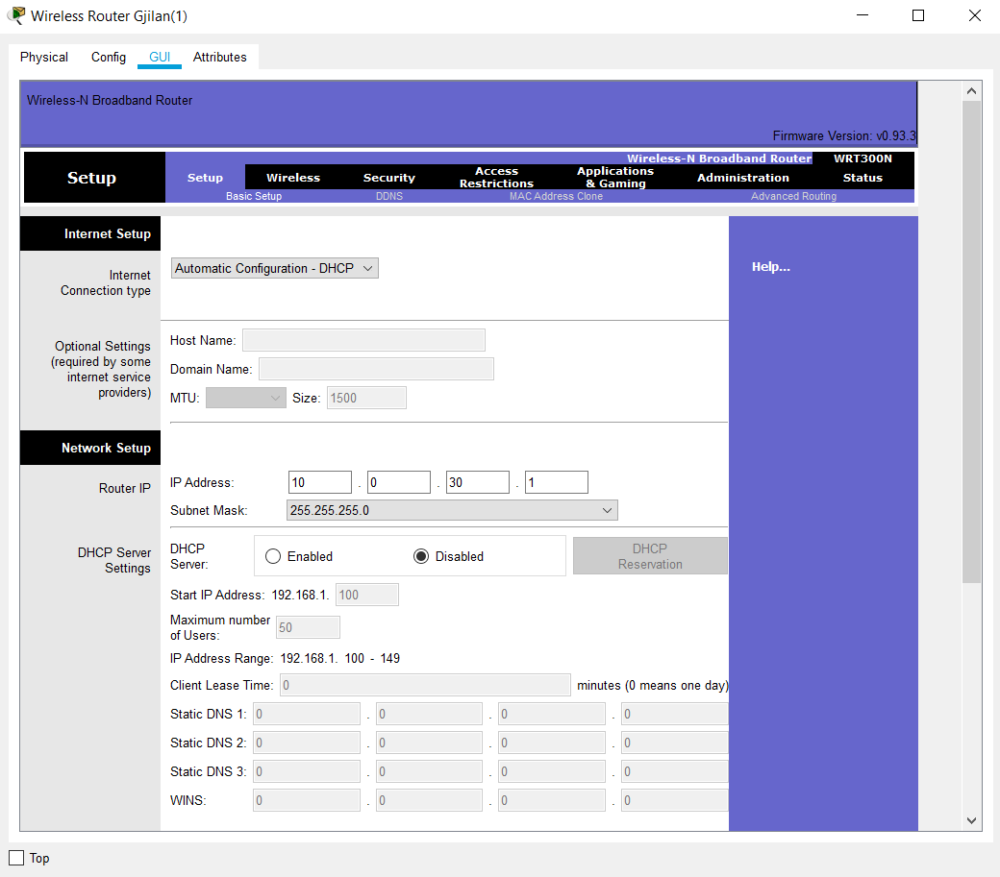 Wireless Router Gjilan(1)
Physical Config GUI Attributes
Wireless-N Broadband Router
Firmware Version: v0.93.3
Wireless-N Broadband Router WRT300N
Setup
Setup Wireless Security Access Restrictions Applications & Gaming Administration Status
Basic Setup DDNS MAC Address Clone Advanced Routing
Internet Setup
Internet Connection type
Automatic Configuration - DHCP
Help...
Optional Settings
(required by some
internet service
providers)
Host Name:
Domain Name:
MTU: Size: 1500
Network Setup
Router IP
IP Address: 10 . 0 . 30 . 1
Subnet Mask: 255.255.255.0
DHCP Server
Settings
DHCP
Server:
Enabled Disabled
DHCP
Reservation
Start IP Address: 192.168.1. 100
Maximum number
of Users: 50
IP Address Range: 192.168.1. 100 - 149
Client Lease Time: 0 minutes (0 means one day)
Static DNS 1: 0 . 0 . 0 . 0
Static DNS 2: 0 . 0 . 0 . 0
Static DNS 3: 0 . 0 . 0 . 0
WINS: 0 . 0 . 0 . 0
Top